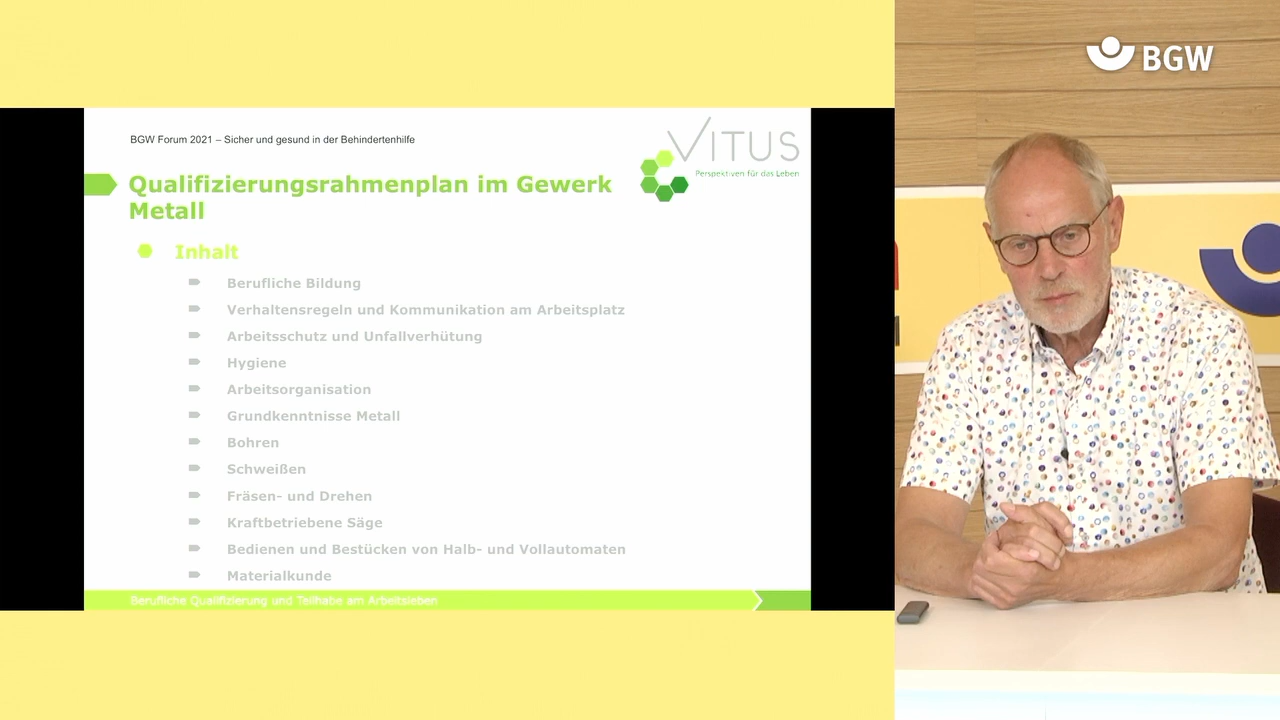 BGW
BGW Forum 2021 – Sicher und gesund in der Behindertenhilfe
VITUS
Perspektiven für das Leben
Qualifizierungsrahmenplan im Gewerk
Metall
Inhalt
Berufliche Bildung
Verhaltensregeln und Kommunikation am Arbeitsplatz
Arbeitsschutz und Unfallverhütung
Hygiene
Arbeitsorganisation
Grundkenntnisse Metall
Bohren
Schweißen
Fräsen- und Drehen
Kraftbetriebene Säge
Bedienen und Bestücken von Halb- und Vollautomaten
Materialkunde
Berufliche Qualifizierung und Teilhabe am Arbeitsleben